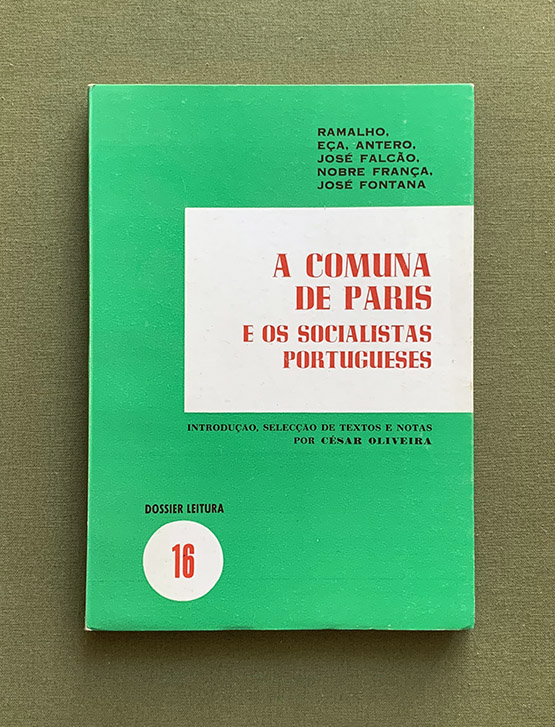 RAMALHO,
EÇA, ANTERO,
JOSÉ FALCÃO,
NOBRE FRANÇA,
JOSÉ FONTANA
A COMUNA
DE PARIS
E OS SOCIALISTAS
PORTUGUESES
INTRODUÇAO, SELECÇÃO DE TEXTOS E NOTAS
POR CÉSAR OLIVEIRA
DOSSIER LEITURA
16